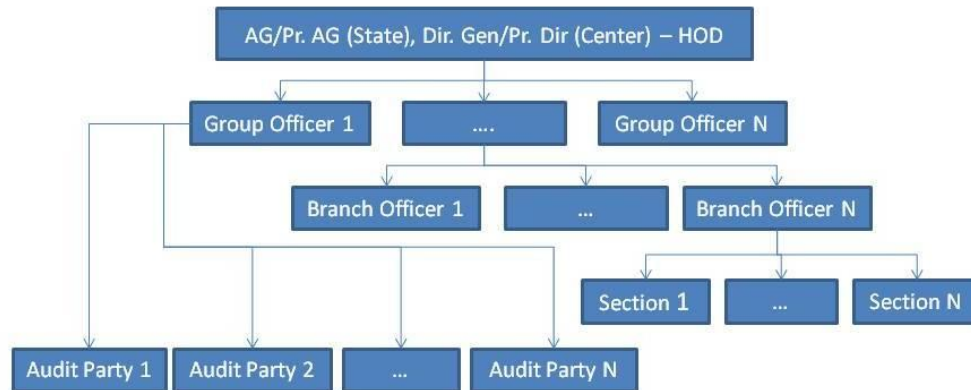 AG/Pr. AG (State), Dir. Gen/Pr. Dir (Center) – HOD
Group Officer 1
....
Group Officer N
Branch Officer 1
...
Branch Officer N
Section 1
...
Section N
Audit Party 1
Audit Party 2
...
Audit Party N